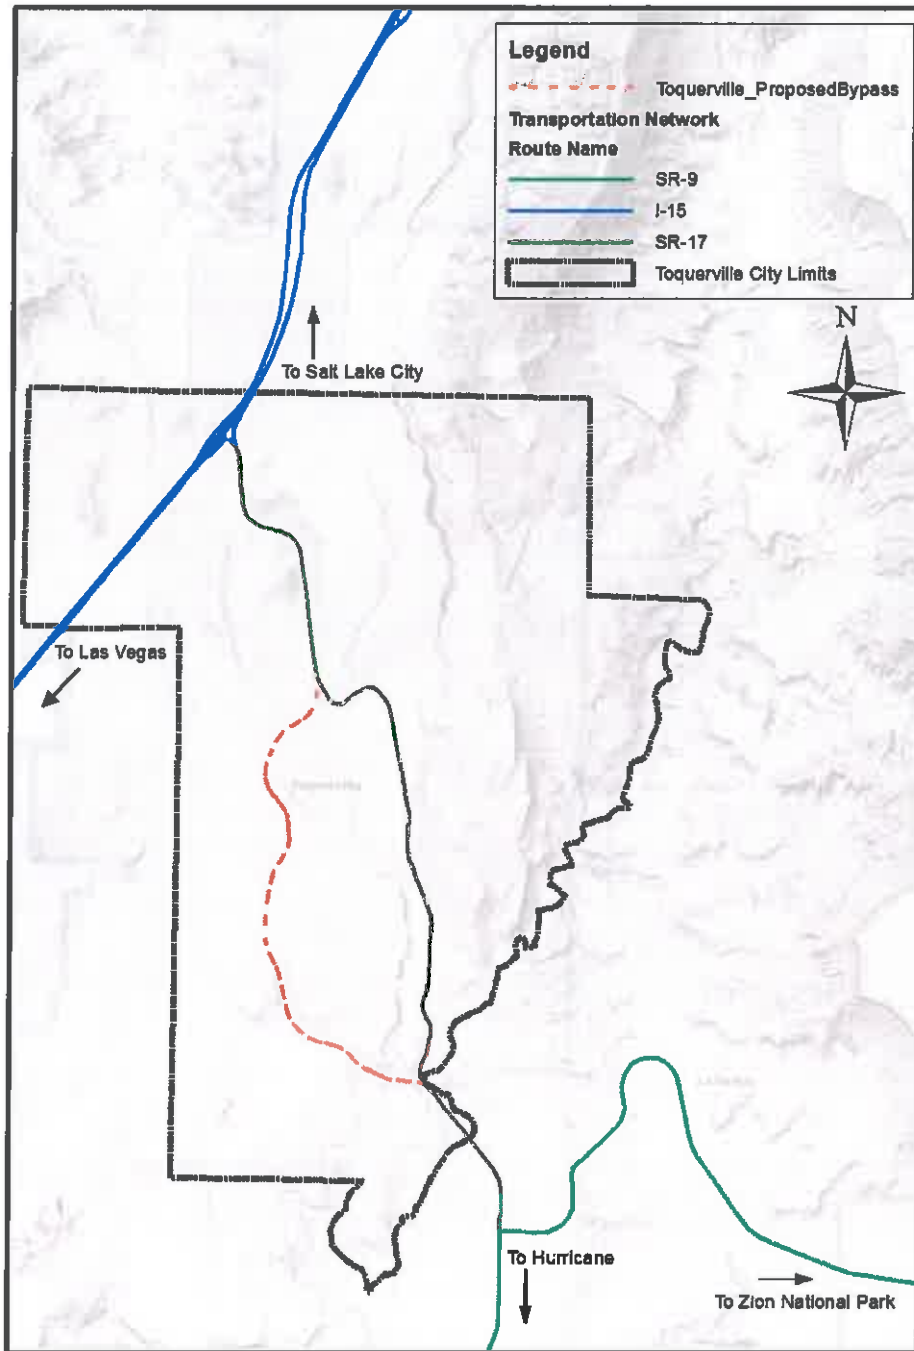 Legend
Toquerville_ProposedBypass
Transportation Network
Route Name
SR-9
I-15
SR-17
Toquerville City Limits
N
To Salt Lake City
To Las Vegas
To Hurricane
To Zion National Park